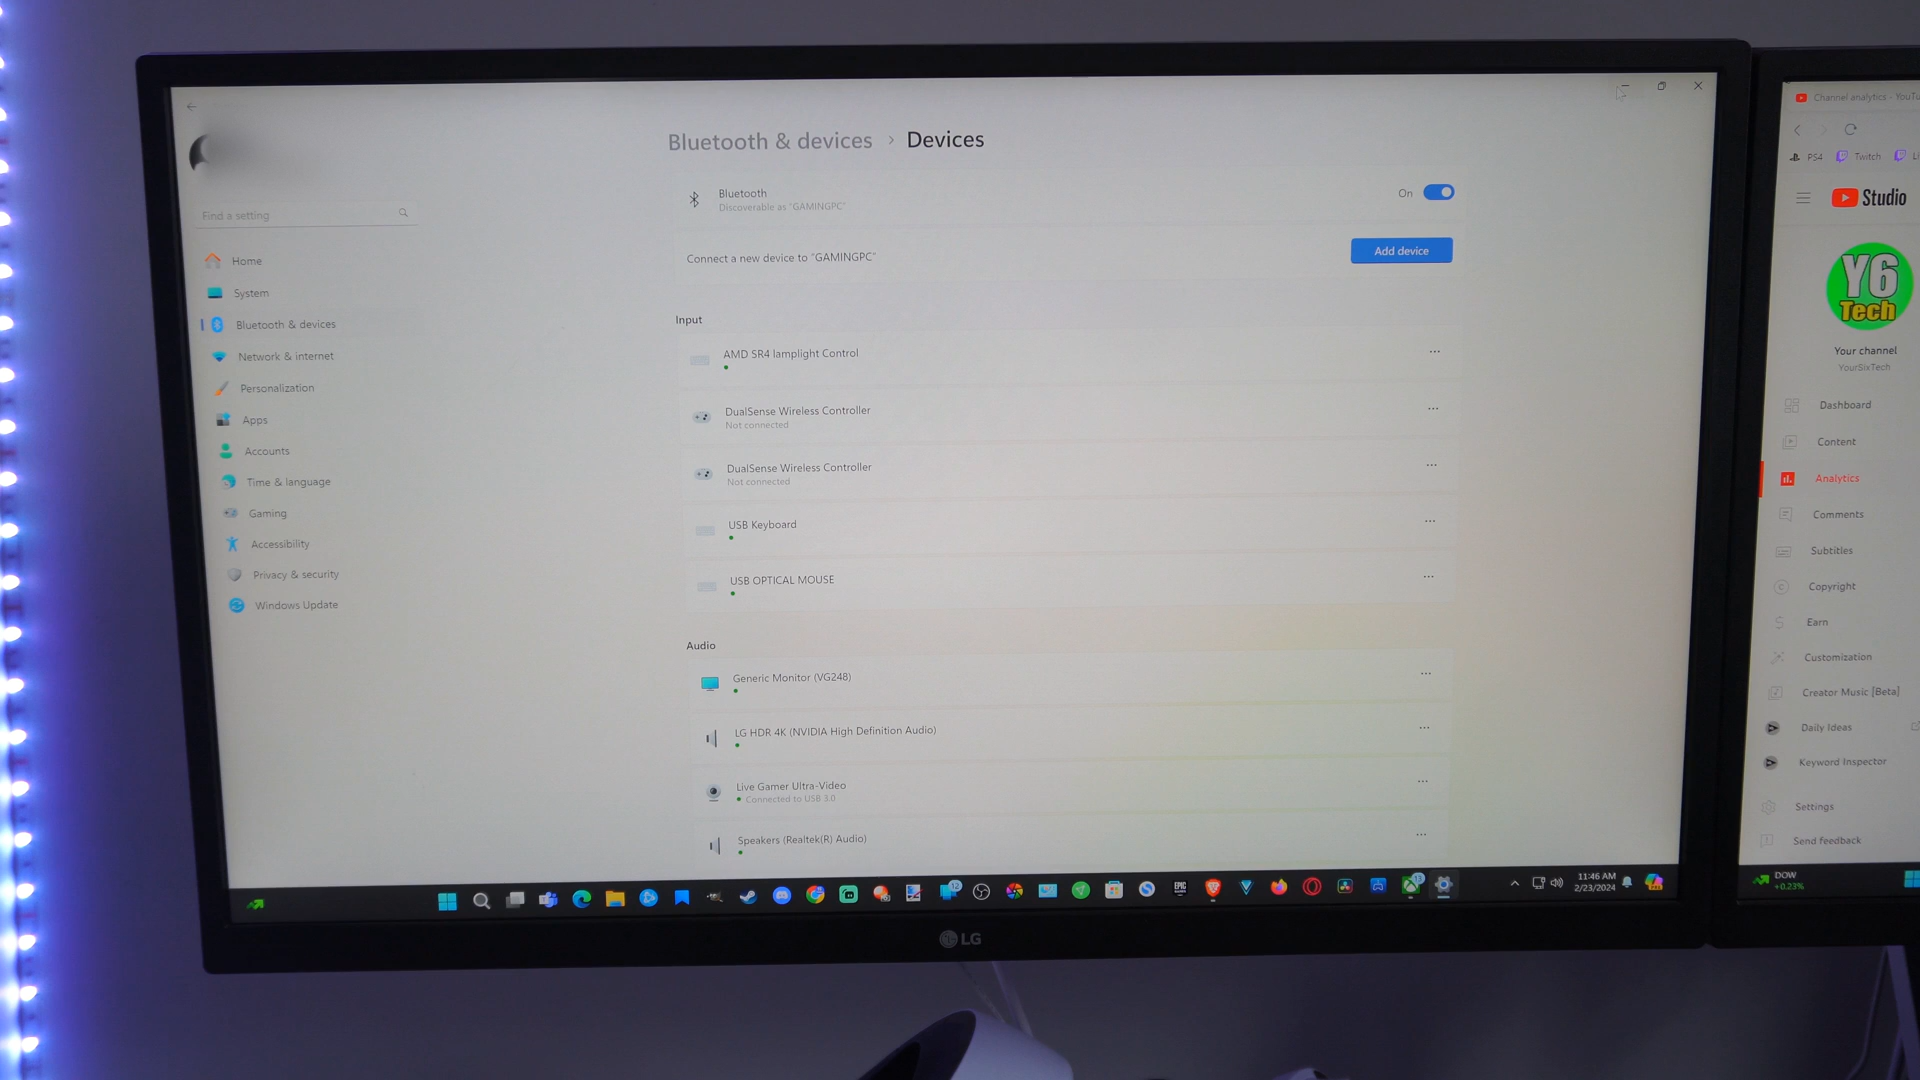 Bluetooth & devices > Devices
Bluetooth
Discoverable as "GAMINGPC"
On
Connect a new device to "GAMINGPC"
Add device
Find a setting
Home
System
Bluetooth & devices
Network & internet
Personalization
Apps
Accounts
Time & language
Gaming
Accessibility
Privacy & security
Windows Update
Input
AMD SR4 lamplight Control
DualSense Wireless Controller
Not connected
DualSense Wireless Controller
Not connected
USB Keyboard
USB OPTICAL MOUSE
Audio
Generic Monitor (VG248)
LG HDR 4K (NVIDIA High Definition Audio)
Live Gamer Ultra-Video
Connected to USB 3.0
Speakers (Realtek(R) Audio)
12
EPIC
13
11:46 AM
2/23/2024
LG
Channel analytics - YouTu
PS4
Twitch
Studio
Y6
Tech
Your channel
YourSixTech
Dashboard
Content
Analytics
Comments
Subtitles
Copyright
Earn
Customization
Creator Music [Beta]
Daily Ideas
Keyword Inspector
Settings
Send feedback
DOW
+0.23%